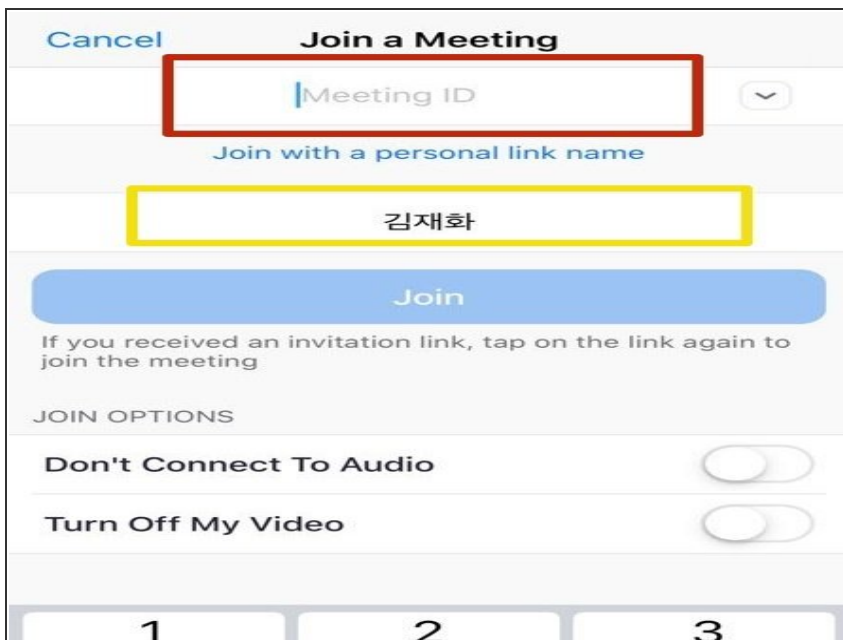 Cancel Join a Meeting
Meeting ID
Join with a personal link name
김재화
Join
If you received an invitation link, tap on the link again to
join the meeting
JOIN OPTIONS
Don't Connect To Audio
Turn Off My Video
1 2 3